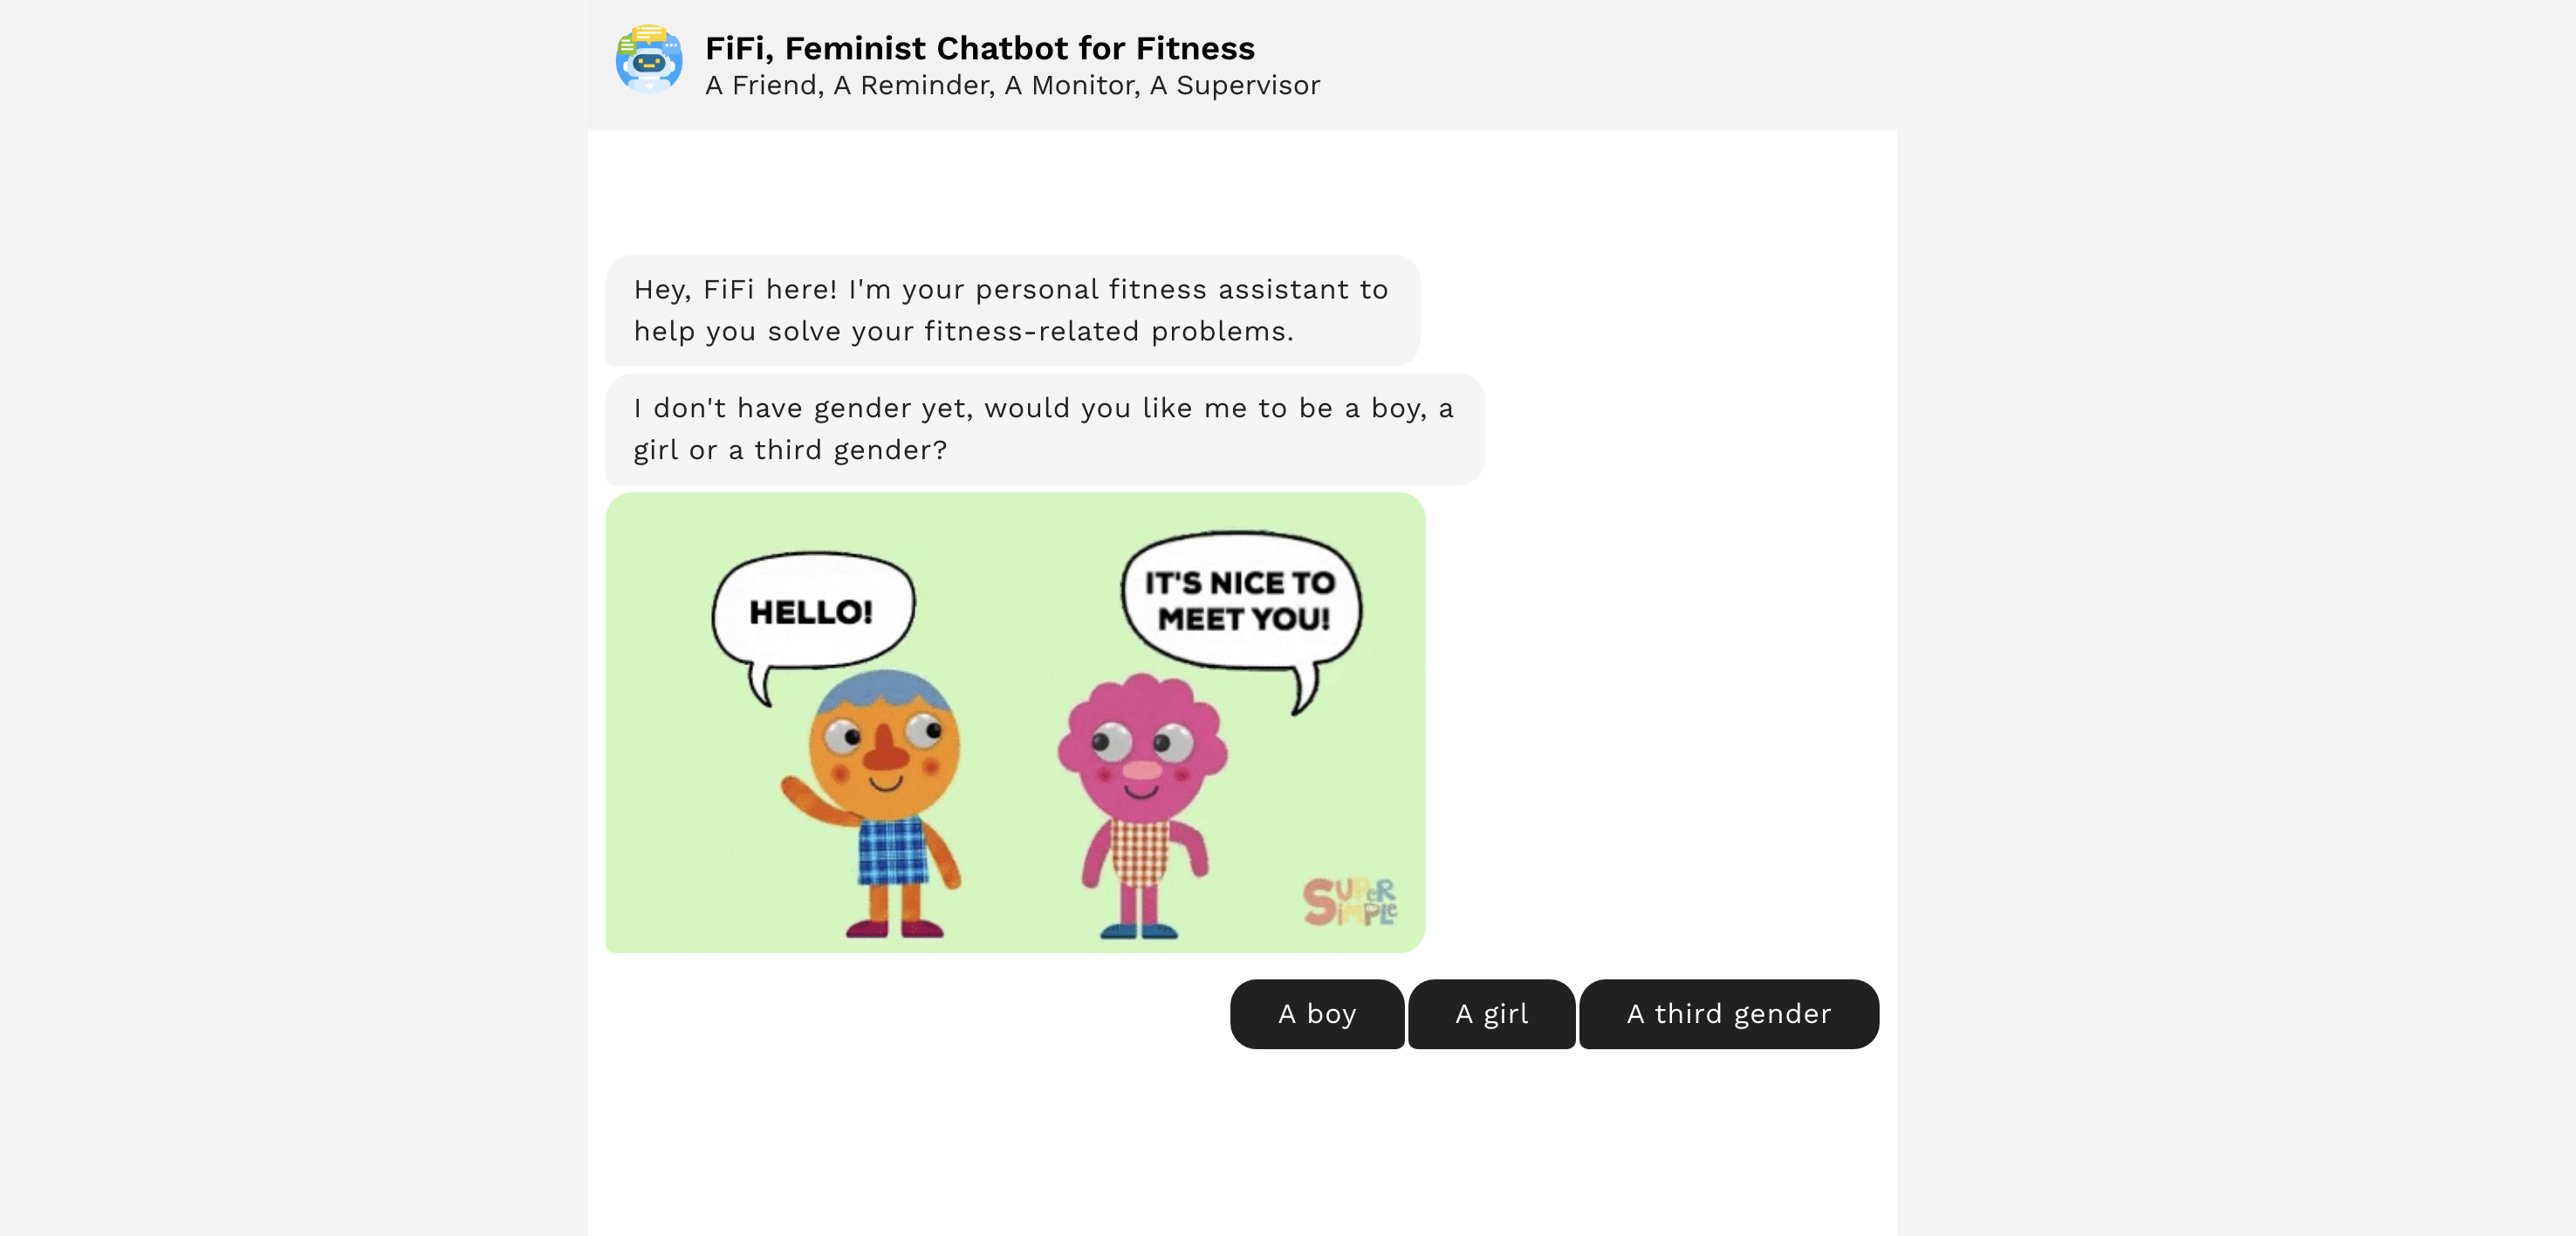 FiFi, Feminist Chatbot for Fitness
A Friend, A Reminder, A Monitor, A Supervisor
Hey, FiFi here! I'm your personal fitness assistant to
help you solve your fitness-related problems.
I don't have gender yet, would you like me to be a boy, a
girl or a third gender?
HELLO!
IT'S NICE TO
MEET YOU!
SUPER
SiMPLE
A boy
A girl
A third gender